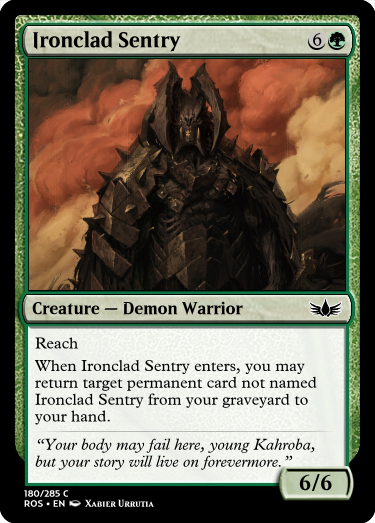 Ironclad Sentry 6
Creature — Demon Warrior
Reach
When Ironclad Sentry enters, you may
return target permanent card not named
Ironclad Sentry from your graveyard to
your hand.
“Your body may fail here, young Kahroba,
but your story will live on forevermore.”
6/6
180/285 C
ROS • EN Xabier Urrutia